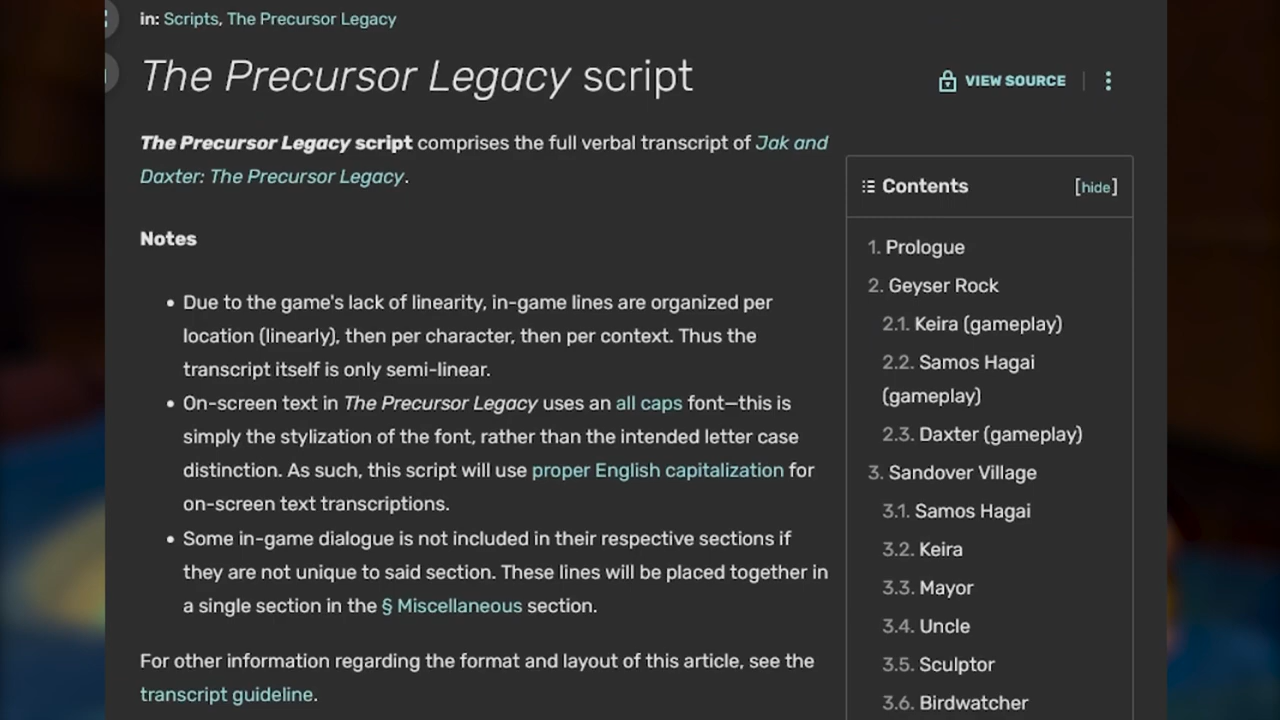 in: Scripts, The Precursor Legacy
The Precursor Legacy script
VIEW SOURCE
The Precursor Legacy script comprises the full verbal transcript of Jak and
Daxter: The Precursor Legacy.
Notes
• Due to the game's lack of linearity, in-game lines are organized per
location (linearly), then per character, then per context. Thus the
transcript itself is only semi-linear.
• On-screen text in The Precursor Legacy uses an all caps font—this is
simply the stylization of the font, rather than the intended letter case
distinction. As such, this script will use proper English capitalization for
on-screen text transcriptions.
• Some in-game dialogue is not included in their respective sections if
they are not unique to said section. These lines will be placed together in
a single section in the § Miscellaneous section.
For other information regarding the format and layout of this article, see the
transcript guideline.
Contents [hide]
1. Prologue
2. Geyser Rock
2.1. Keira (gameplay)
2.2. Samos Hagai
(gameplay)
2.3. Daxter (gameplay)
3. Sandover Village
3.1. Samos Hagai
3.2. Keira
3.3. Mayor
3.4. Uncle
3.5. Sculptor
3.6. Birdwatcher